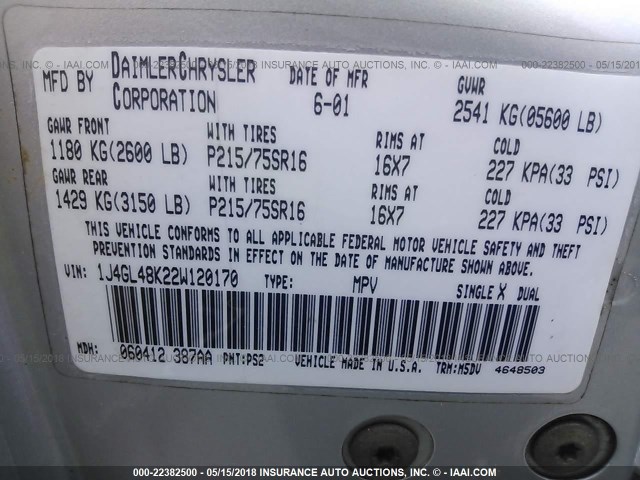 MFD BY DAIMLERCHRYSLER CORPORATION DATE OF MFR 6-01 GVWR 2541 KG(05600 LB)
GAWR FRONT WITH TIRES RIMS AT COLD
1180 KG(2600 LB) P215/75SR16 16X7 227 KPA(33 PSI)
GAWR REAR WITH TIRES RIMS AT COLD
1429 KG(3150 LB) P215/75SR16 16X7 227 KPA(33 PSI)
THIS VEHICLE CONFORMS TO ALL APPLICABLE FEDERAL MOTOR VEHICLE SAFETY AND THEFT
PREVENTION STANDARDS IN EFFECT ON THE DATE OF MANUFACTURE SHOWN ABOVE.
VIN: 1J4GL48K22W120170 TYPE: MPV SINGLE X DUAL
MDH: 060412 387AA PNT:PS2 VEHICLE MADE IN U.S.A. TRM:MSDV 4648503
000-22382500 - 05/15/2018 INSURANCE AUTO AUCTIONS - © IAAI.COM